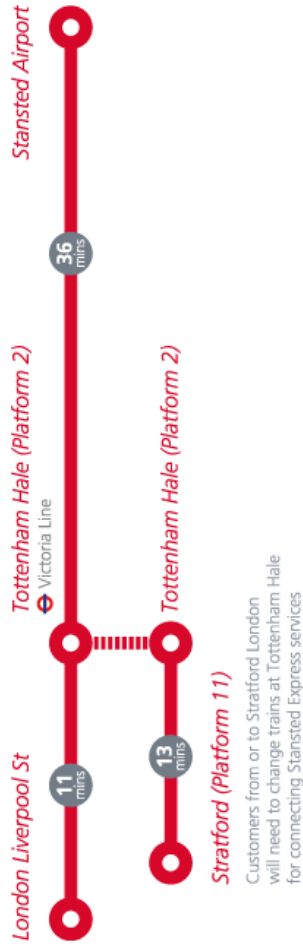 London Liverpool St
11
mins
Tottenham Hale (Platform 2)
Victoria Line
36
mins
Stansted Airport
Stratford (Platform 11)
13
mins
Tottenham Hale (Platform 2)
Customers from or to Stratford London
will need to change trains at Tottenham Hale
for connecting Stansted Express services